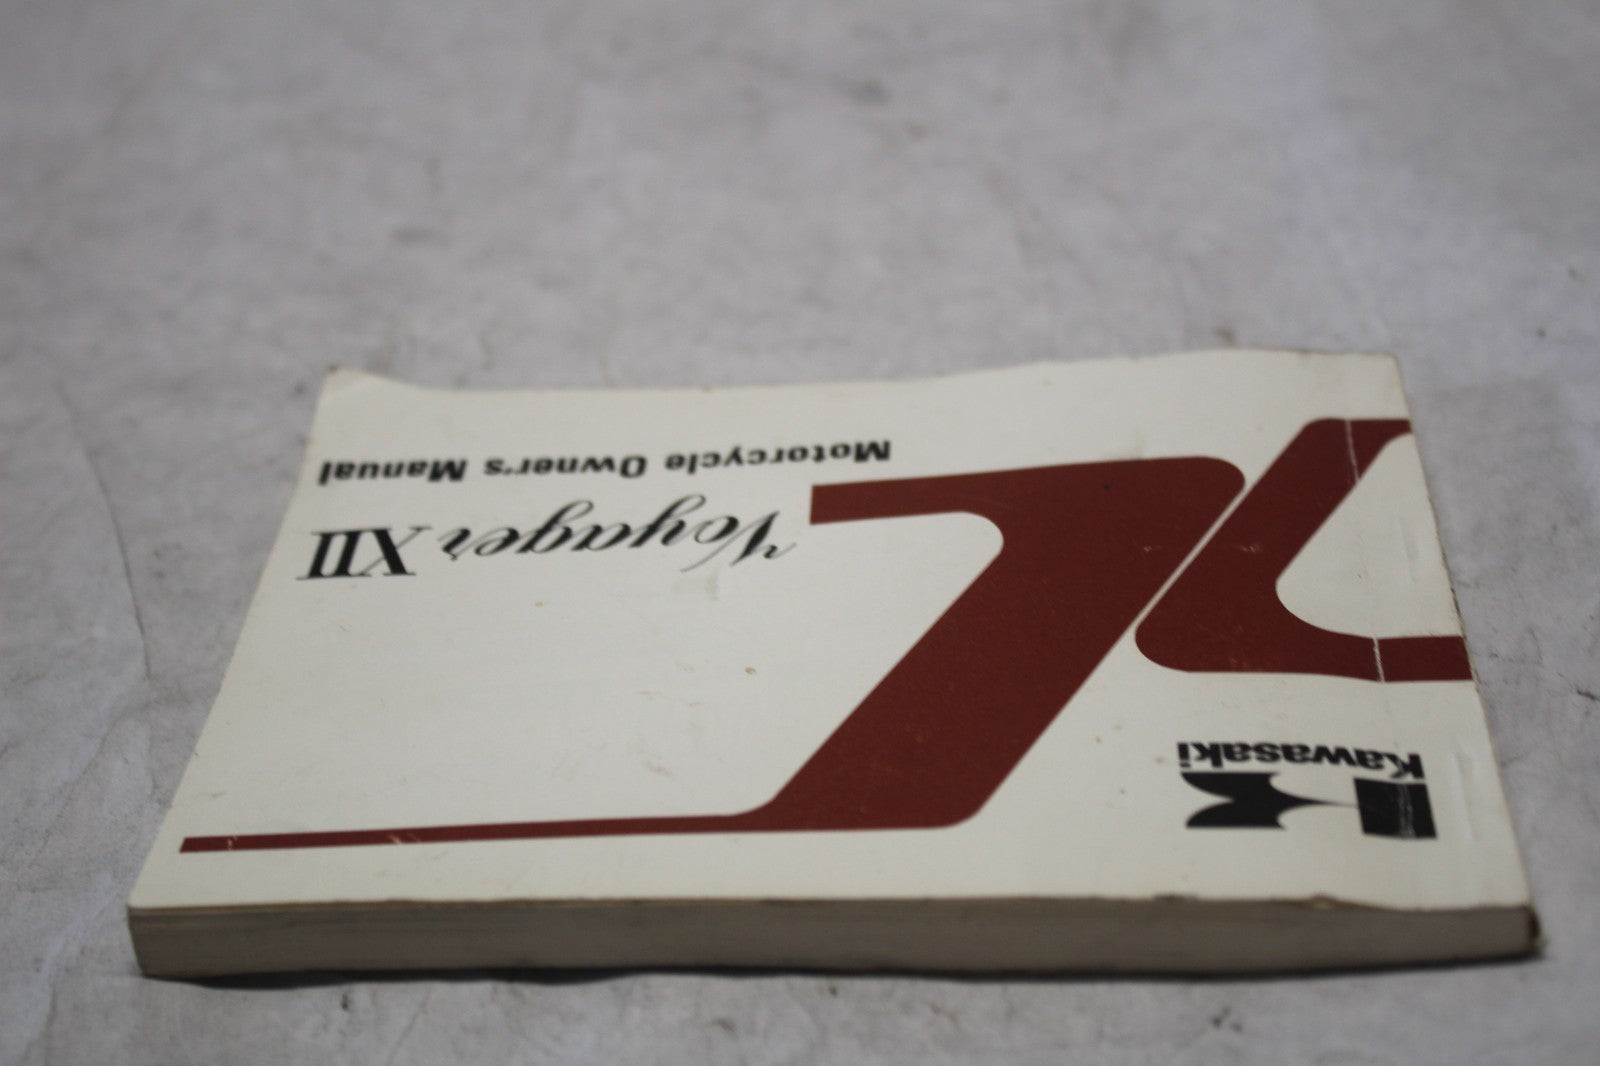 Kawasaki
Voyager XII
Motorcycle Owner's Manual